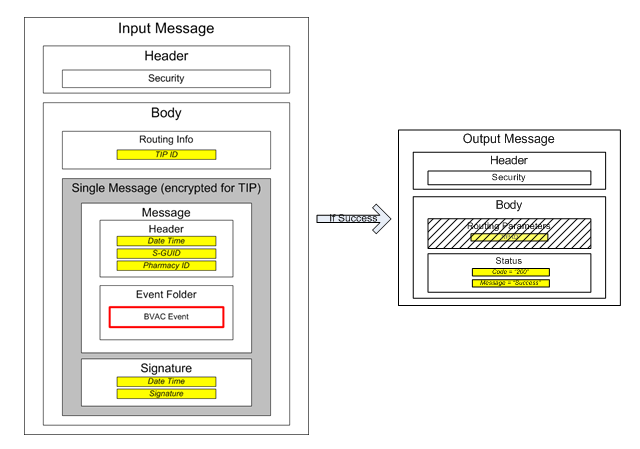 Input Message
Header
Security
Body
Routing Info
TIP ID
Single Message (encrypted for TIP)
Message
Header
Date Time
S-GUID
Pharmacy ID
Event Folder
BVAC Event
Signature
Date Time
Signature
If Success
Output Message
Header
Security
Body
Routing Parameters
Status
Code = "200"
Message = "Success"